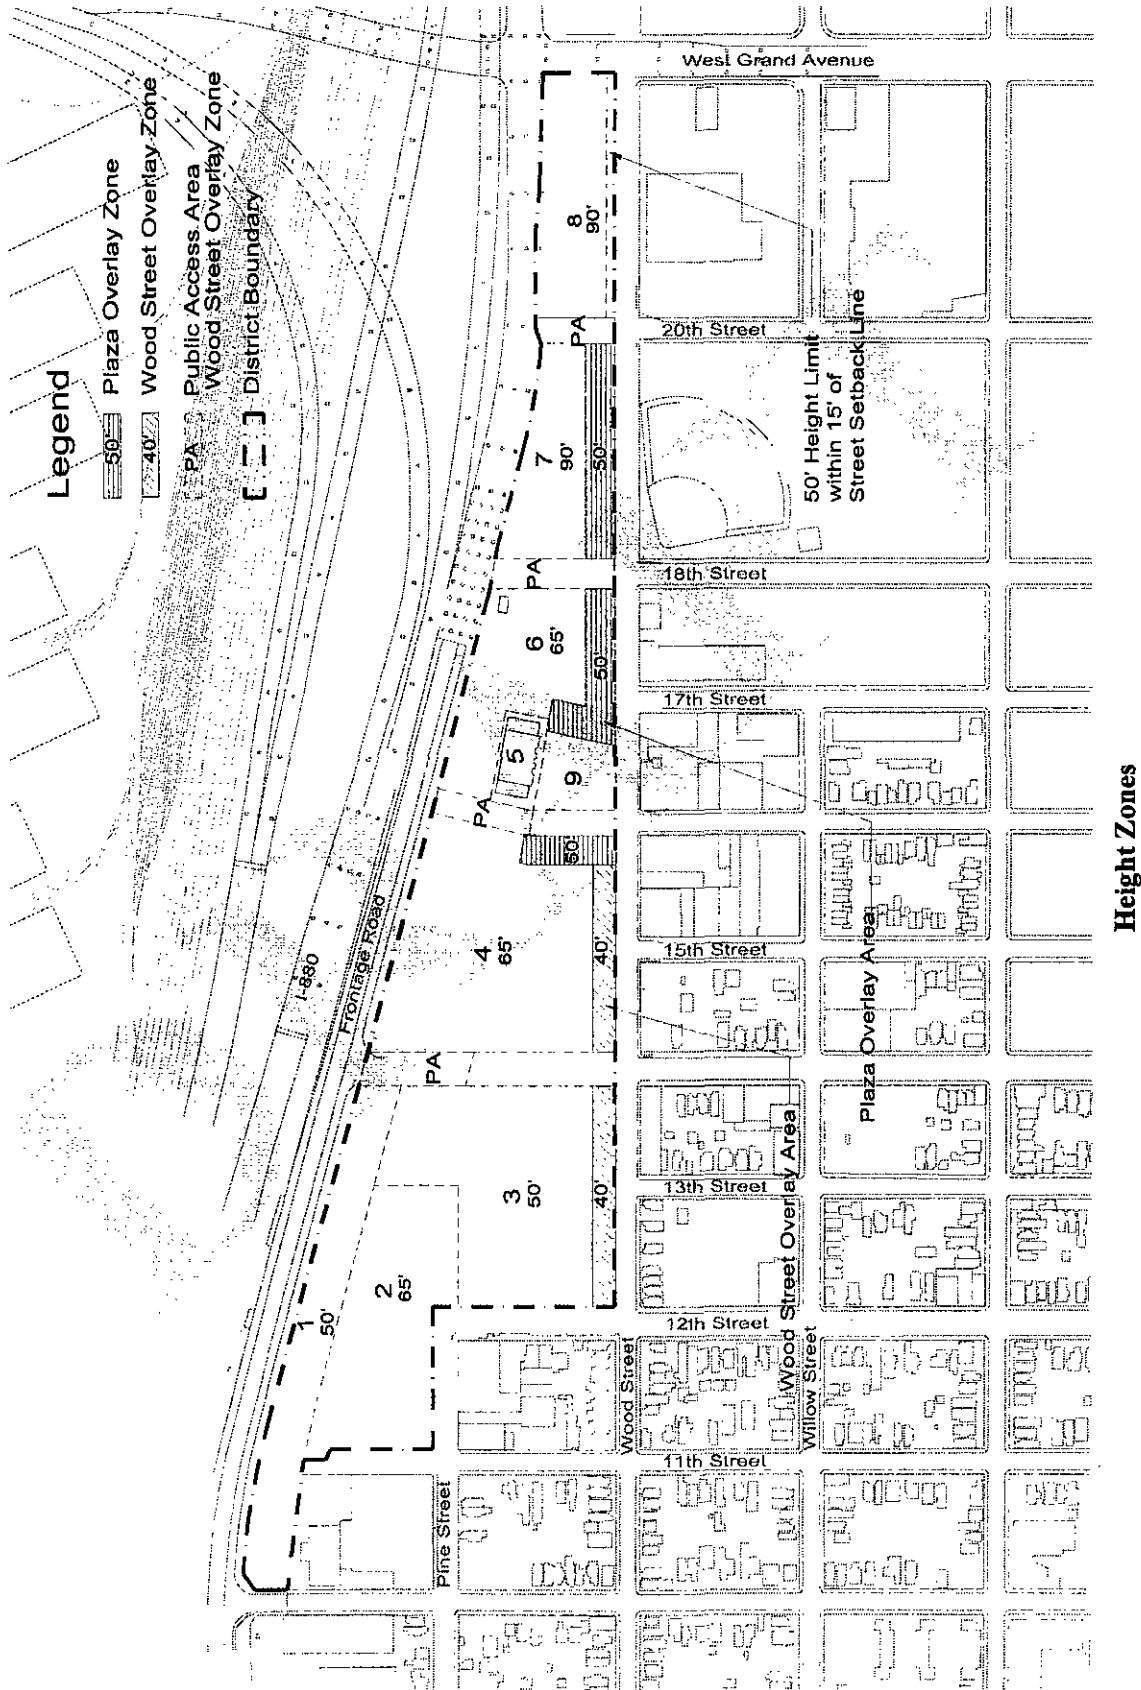 Legend
50' Plaza Overlay Zone
40' Wood Street Overlay Zone
PA Public Access Area
Wood Street Overlay Zone
District Boundary
West Grand Avenue
8
90'
PA
20th Street
50' Height Limit
within 15' of
Street Setback Line
7
90'
50'
PA
18th Street
6
65'
50'
17th Street
5
9
PA
50'
Plaza Overlay Area
15th Street
4
65'
40'
I-880
Frontage Road
PA
Wood Street Overlay Area
13th Street
3
50'
40'
2
65'
1
50'
12th Street
Wood Street
Willow Street
11th Street
Pine Street
Height Zones